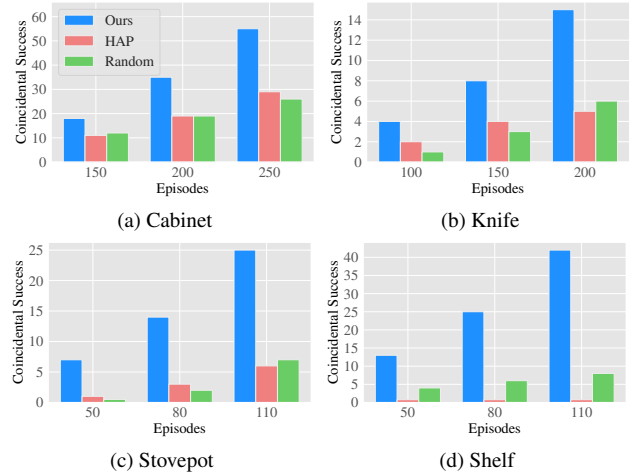 60
50
40
30
20
10
0
Coincidental Success
Ours
HAP
Random
150
200
250
Episodes
(a) Cabinet
14
12
10
8
6
4
2
0
Coincidental Success
100
150
200
Episodes
(b) Knife
25
20
15
10
5
0
Coincidental Success
50
80
110
Episodes
(c) Stovepot
40
35
30
25
20
15
10
5
0
Coincidental Success
50
80
110
Episodes
(d) Shelf